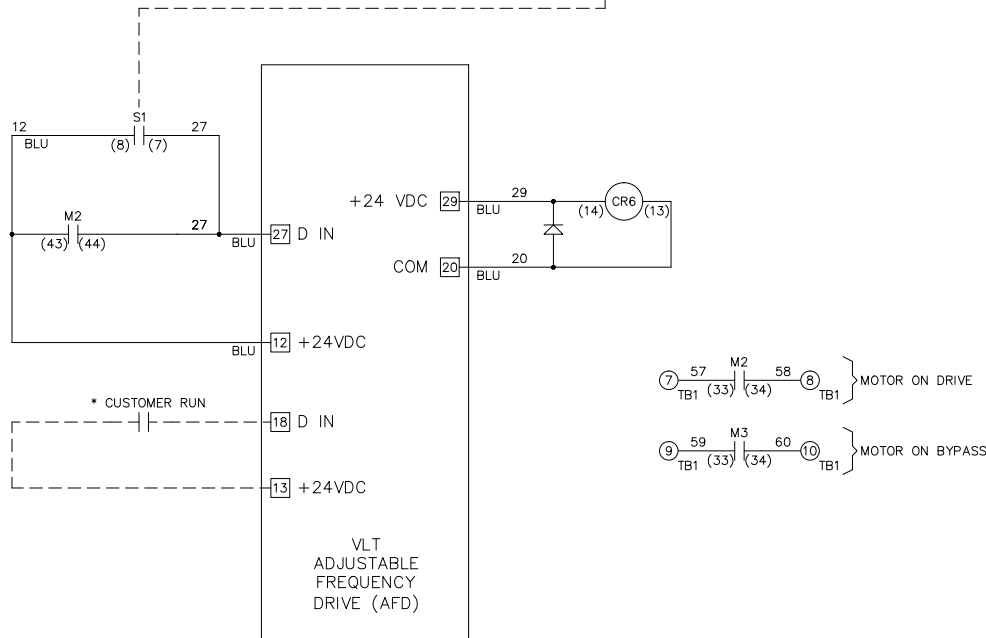 S1
12
27
BLU
(8)
(7)
M2
27
(43)
(44)
BLU
27 D IN
+24 VDC 29
29
BLU
(14)
CR6
(13)
COM 20
20
BLU
BLU
12 +24VDC
* CUSTOMER RUN
18 D IN
13 +24VDC
VLT
ADJUSTABLE
FREQUENCY
DRIVE (AFD)
M2
7
57
58
8
TB1
(33)
(34)
TB1
MOTOR ON DRIVE
M3
9
59
60
10
TB1
(33)
(34)
TB1
MOTOR ON BYPASS